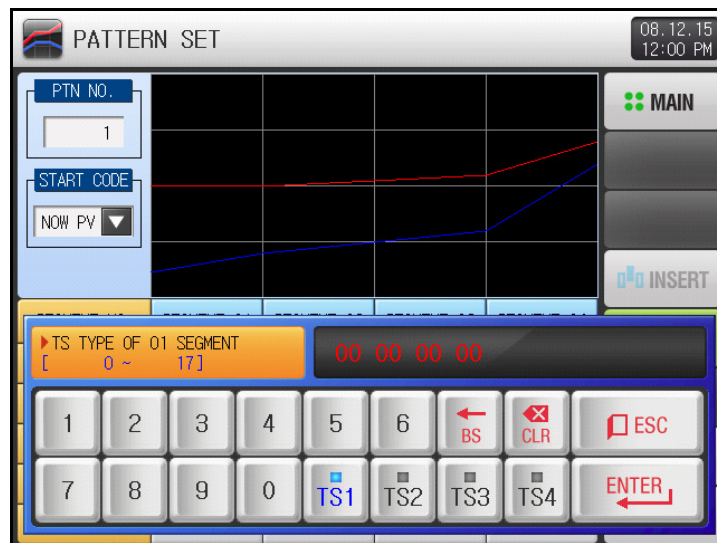 PATTERN SET
08.12.15
12:00 PM
PTN NO.
1
START CODE
NOW PV
MAIN
INSERT
TS TYPE OF 01 SEGMENT
[ 0 ~ 17]
00 00 00 00
1 2 3 4 5 6 BS CLR ESC
7 8 9 0 TS1 TS2 TS3 TS4 ENTER